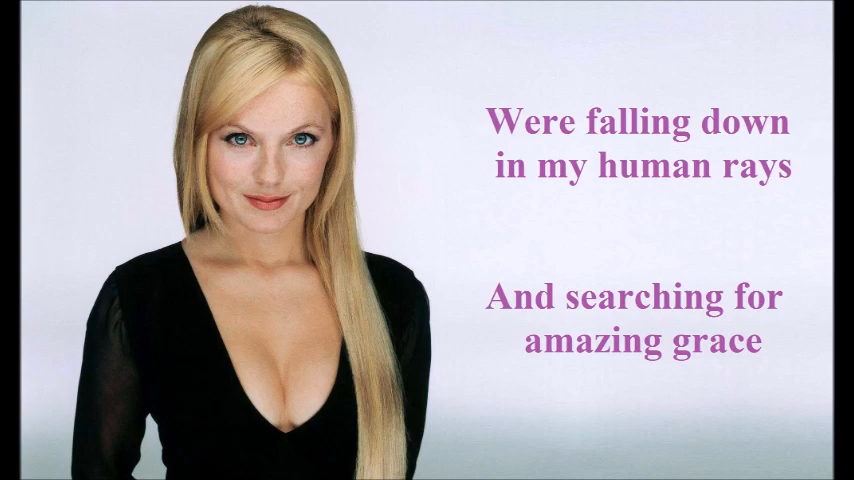 Were falling down
in my human rays
And searching for
amazing grace